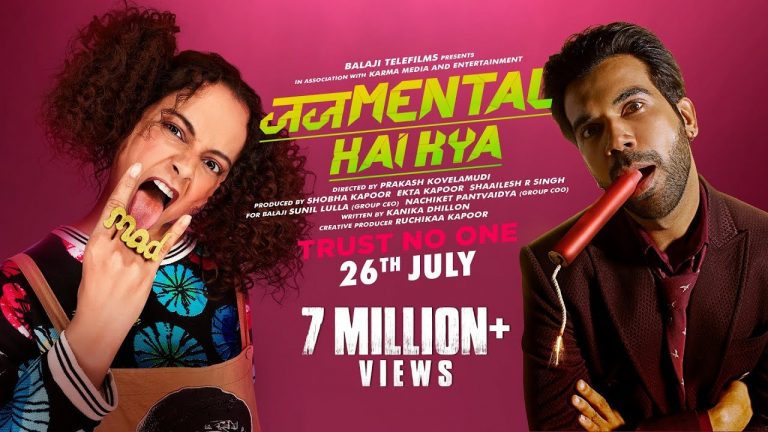 BALAJI TELEFILMS PRESENTS
IN ASSOCIATION WITH KARMA MEDIA AND ENTERTAINMENT
जजMENTAL
HAI KYA
DIRECTED BY PRAKASH KOVELAMUDI
PRODUCED BY SHOBHA KAPOOR EKTA KAPOOR SHAAILESH R SINGH
FOR BALAJI SUNIL LULLA (GROUP CEO) NACHIKET PANTVAIDYA (GROUP COO)
WRITTEN BY KANIKA DHILLON
CREATIVE PRODUCER RUCHIKAA KAPOOR
TRUST NO ONE
26TH JULY
7 MILLION+
VIEWS
mad